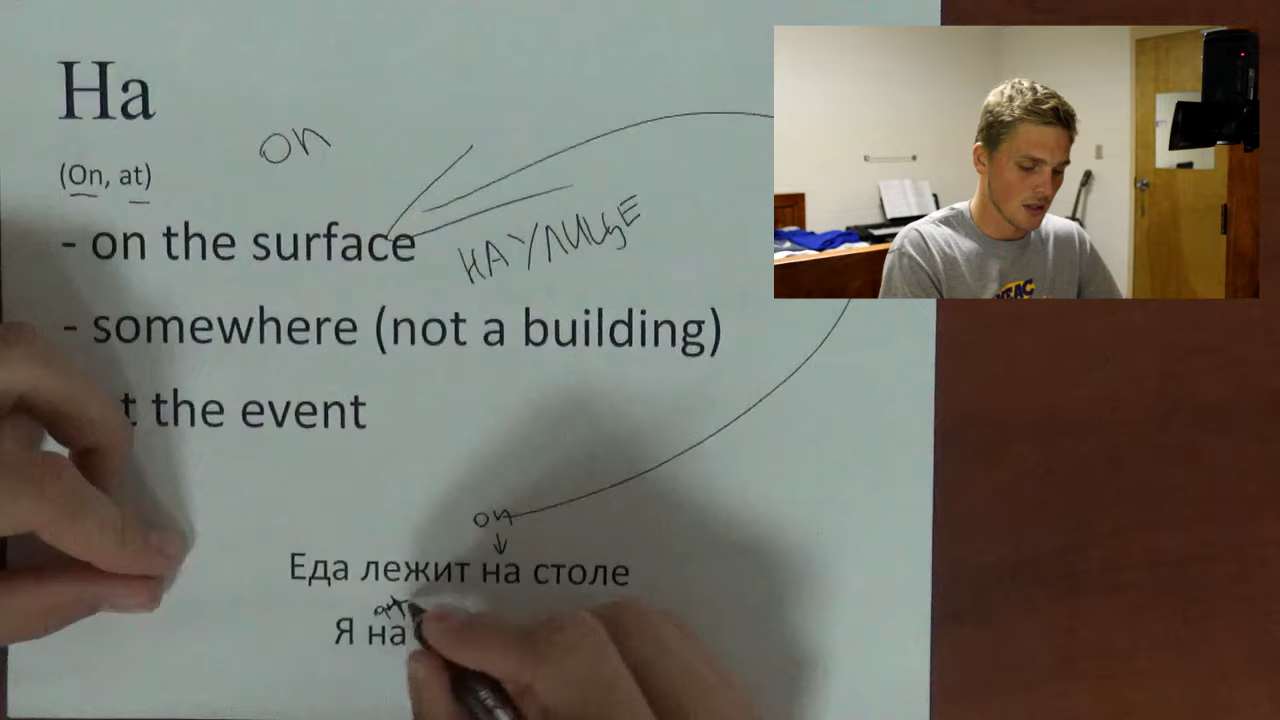 На
on
(On, at)
- on the surface
НА УЛИЦЕ
- somewhere (not a building)
the event
on
Еда лежит на столе
at
Я на